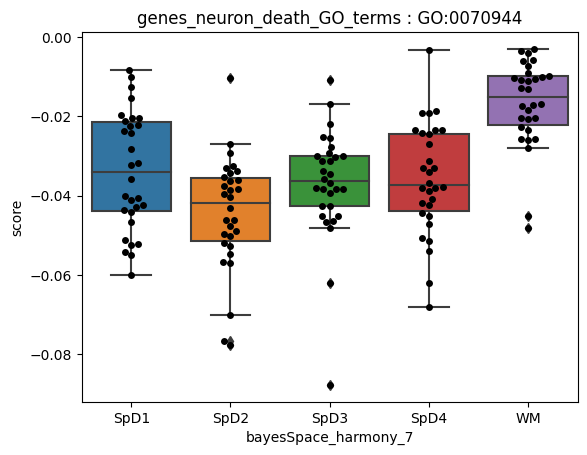 genes_neuron_death_GO_terms : GO:0070944
0.00
−0.02
−0.04
−0.06
−0.08
score
SpD1 SpD2 SpD3 SpD4 WM
bayesSpace_harmony_7